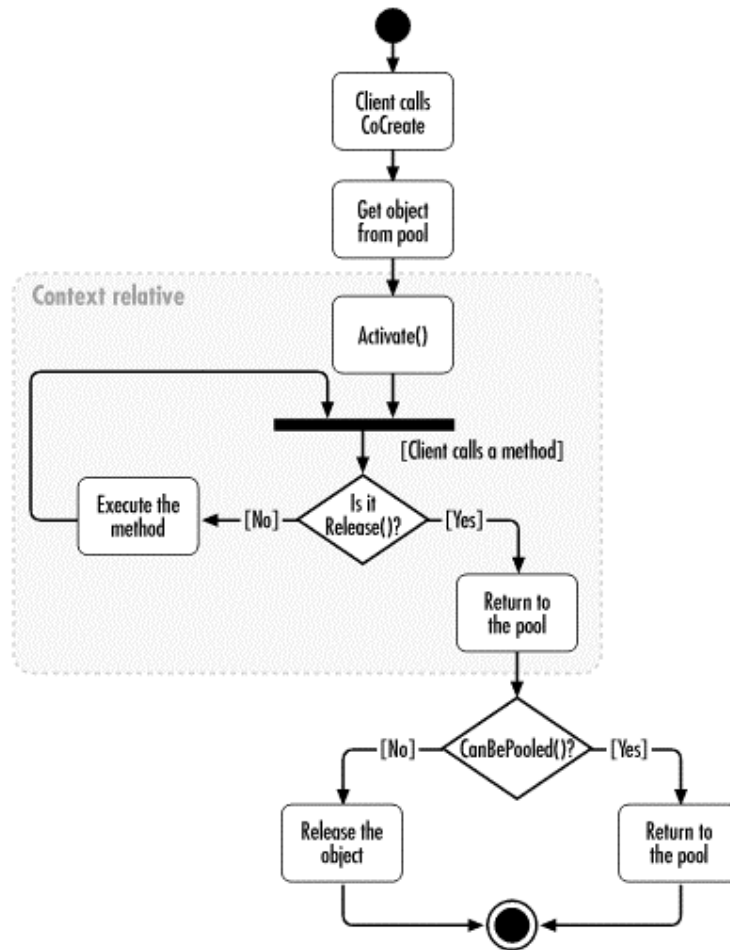 Client calls
CoCreate
Get object
from pool
Context relative
Activate()
[Client calls a method]
Is it
Release()?
[No]
[Yes]
Execute the
method
Return to
the pool
CanBePooled()?
[No]
[Yes]
Release the
object
Return to
the pool